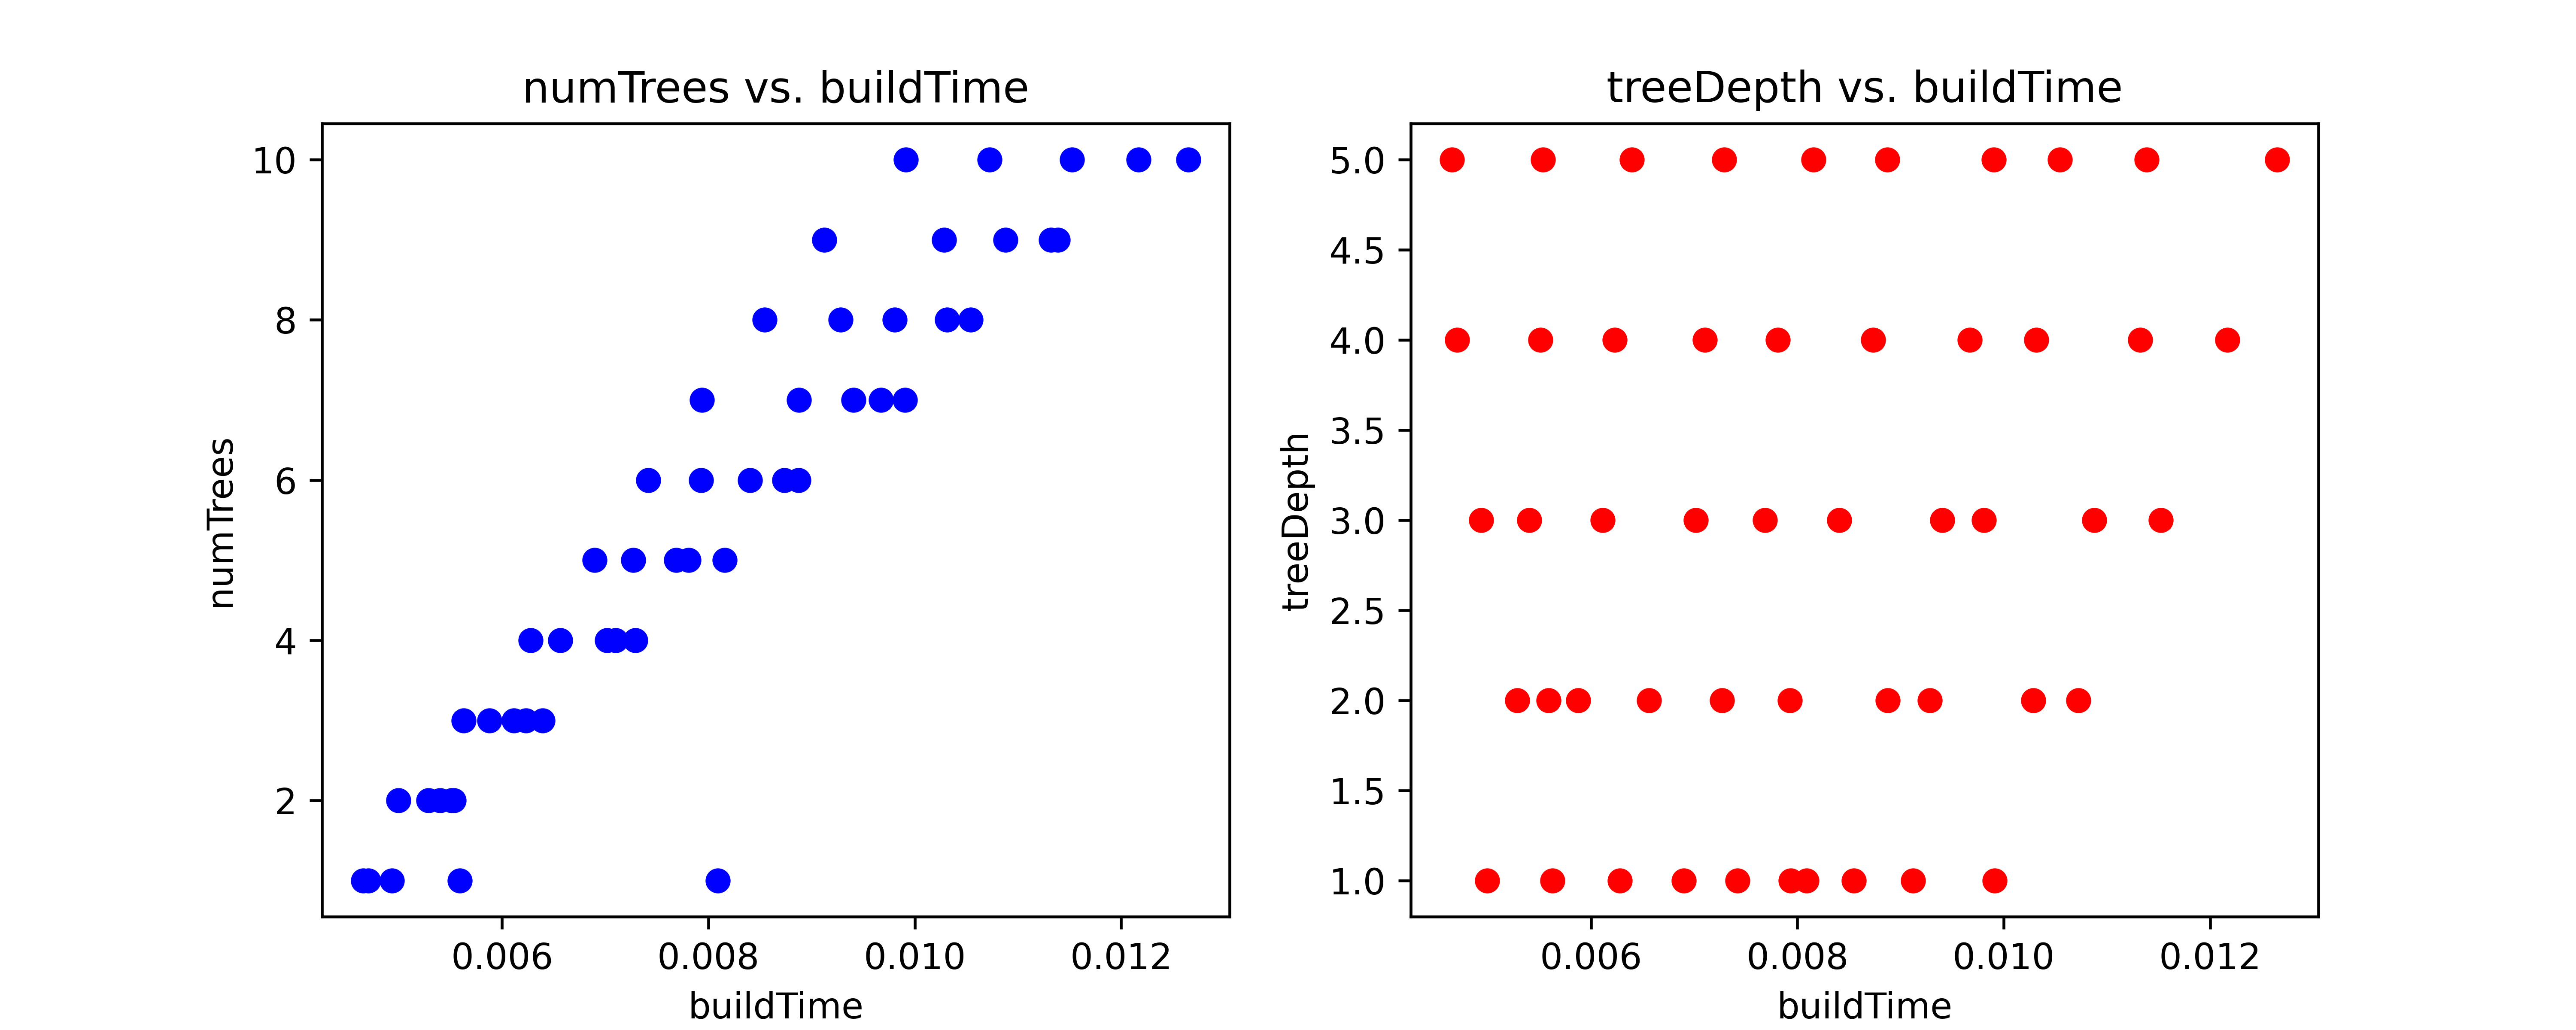 numTrees vs. buildTime
10
8
6
4
2
numTrees
0.006 0.008 0.010 0.012
buildTime
treeDepth vs. buildTime
5.0
4.5
4.0
3.5
3.0
2.5
2.0
1.5
1.0
treeDepth
0.006 0.008 0.010 0.012
buildTime